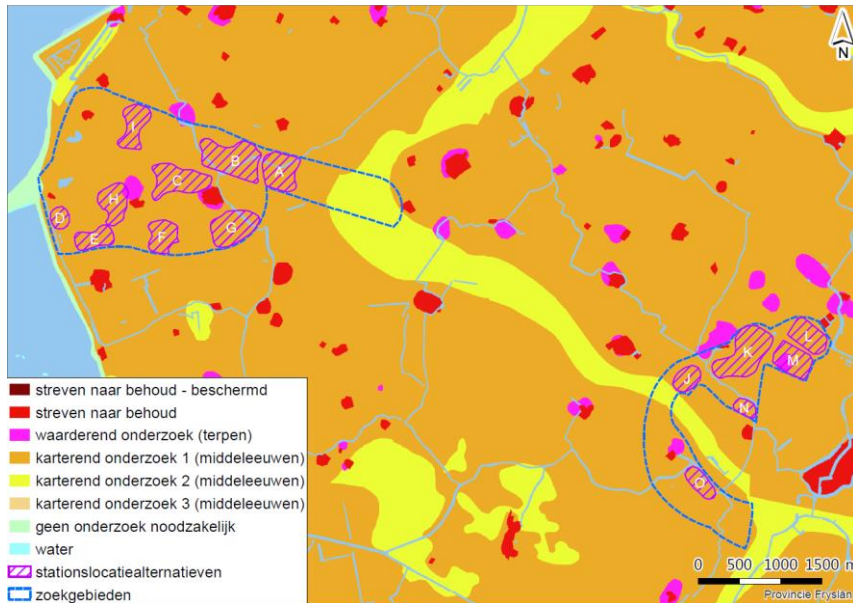 N
I
B
A
C
H
D
E
F
G
L
K
M
J
N
O
streven naar behoud - beschermd
streven naar behoud
waarderend onderzoek (terpen)
karterend onderzoek 1 (middeleeuwen)
karterend onderzoek 2 (middeleeuwen)
karterend onderzoek 3 (middeleeuwen)
geen onderzoek noodzakelijk
water
stationslocatiealternatieven
zoekgebieden
0 500 1000 1500 m
Provincie Fryslân